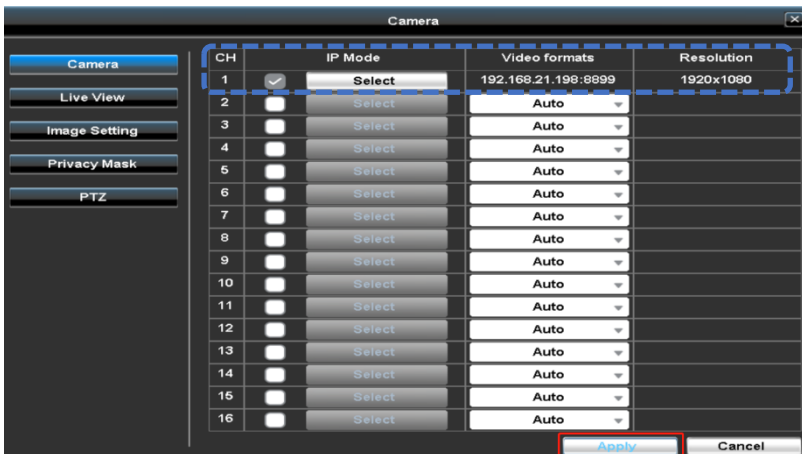 Camera
Camera
Live View
Image Setting
Privacy Mask
PTZ
CH IP Mode Video formats Resolution
1 Select 192.168.21.198:8899 1920x1080
2 Select Auto
3 Select Auto
4 Select Auto
5 Select Auto
6 Select Auto
7 Select Auto
8 Select Auto
9 Select Auto
10 Select Auto
11 Select Auto
12 Select Auto
13 Select Auto
14 Select Auto
15 Select Auto
16 Select Auto
Apply Cancel